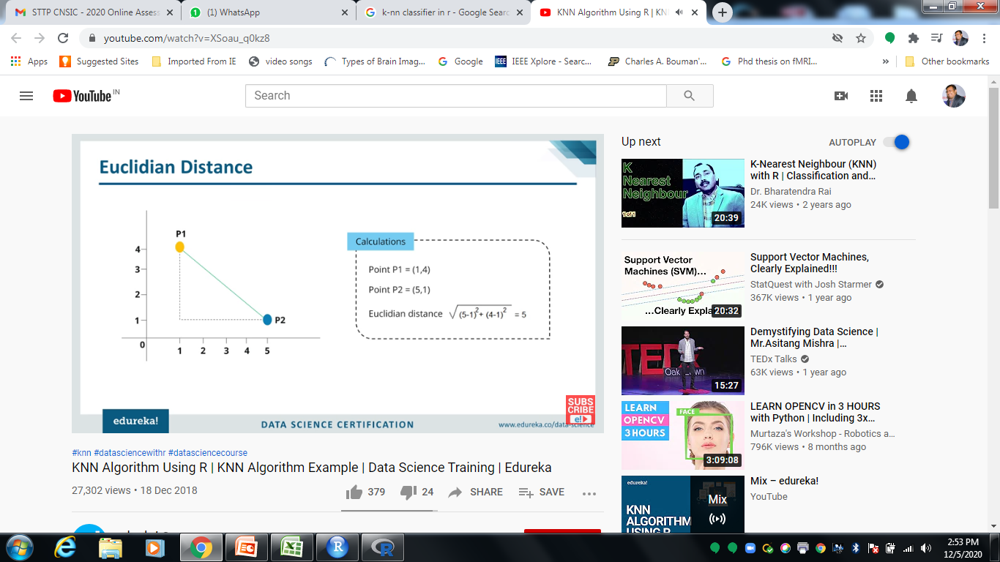 STTP CNSIC - 2020 Online Assess
(1) WhatsApp
k-nn classifier in r - Google Searc
KNN Algorithm Using R | KN
youtube.com/watch?v=XSoau_q0kz8
Apps
Suggested Sites
Imported From IE
video songs
Types of Brain Imag...
Google
IEEE
IEEE Xplore - Searc...
Charles A. Bouman'...
Phd thesis on fMRI...
»
Other bookmarks
YouTube IN
Search
Euclidian Distance
P1
4
3
2
1
P2
0
1 2 3 4 5
Calculations
Point P1 = (1,4)
Point P2 = (5,1)
Euclidian distance √(5-1)²+ (4-1)² = 5
SUBS
CRIBE
e!
edureka!
DATA SCIENCE CERTIFICATION
www.edureka.co/data-science
#knn #datasciencewithr #datasciencecourse
KNN Algorithm Using R | KNN Algorithm Example | Data Science Training | Edureka
27,302 views • 18 Dec 2018
379
24
SHARE
SAVE
Up next
AUTOPLAY
K
Nearest
Neighbour
20:39
K-Nearest Neighbour (KNN)
with R | Classification and...
Dr. Bharatendra Rai
24K views • 2 years ago
Support Vector
Machines (SVM)...
...Clearly Expla
20:32
Support Vector Machines,
Clearly Explained!!!
StatQuest with Josh Starmer
367K views • 1 year ago
TEDx
15:27
Demystifying Data Science |
Mr.Asitang Mishra |...
TEDx Talks
63K views • 1 year ago
LEARN
OPENCV in
3 HOURS
FACE
3:09:08
LEARN OPENCV in 3 HOURS
with Python | Including 3x...
Murtaza's Workshop - Robotics a...
796K views • 8 months ago
edureka!
KNN
ALGORITHM
USING R
Mix
Mix – edureka!
YouTube
2:53 PM
12/5/2020